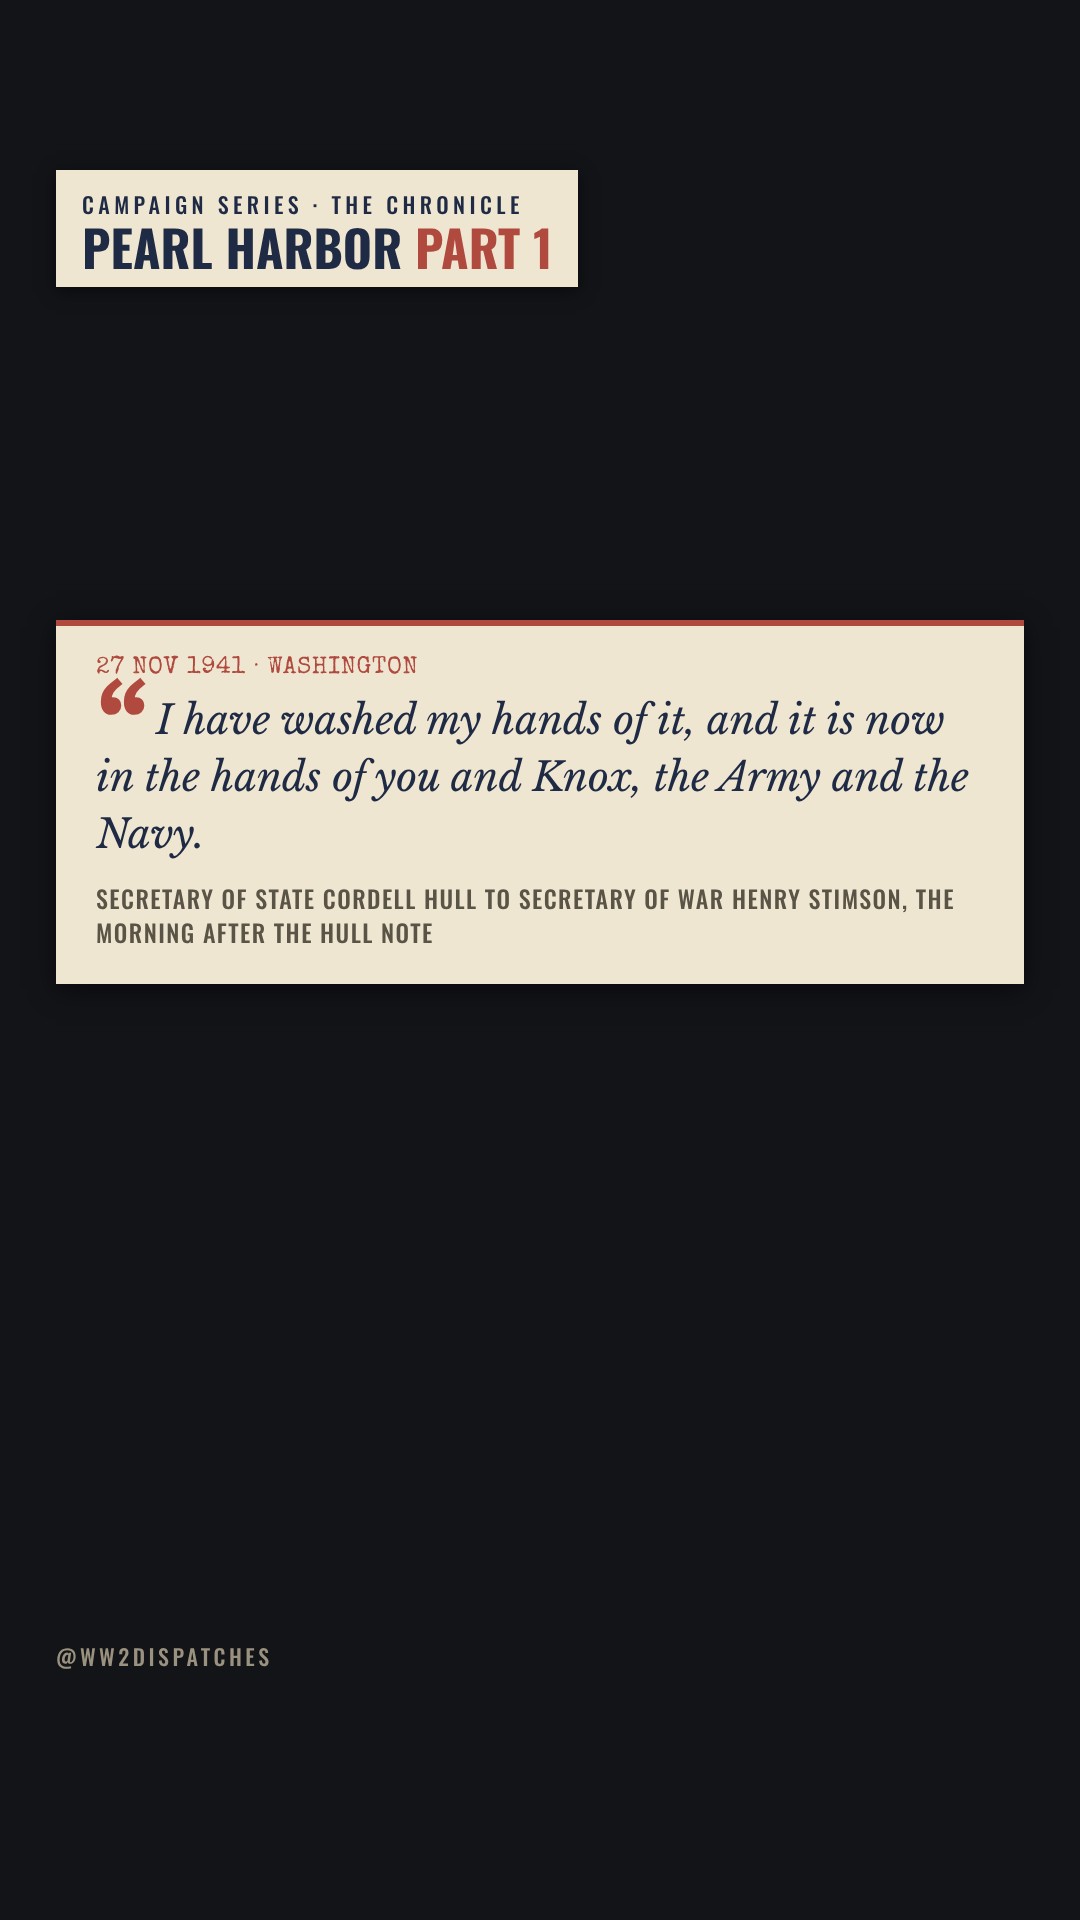 CAMPAIGN SERIES · THE CHRONICLE
PEARL HARBOR PART 1
27 NOV 1941 · WASHINGTON
“I have washed my hands of it, and it is now
in the hands of you and Knox, the Army and the
Navy.
SECRETARY OF STATE CORDELL HULL TO SECRETARY OF WAR HENRY STIMSON, THE
MORNING AFTER THE HULL NOTE
@WW2DISPATCHES